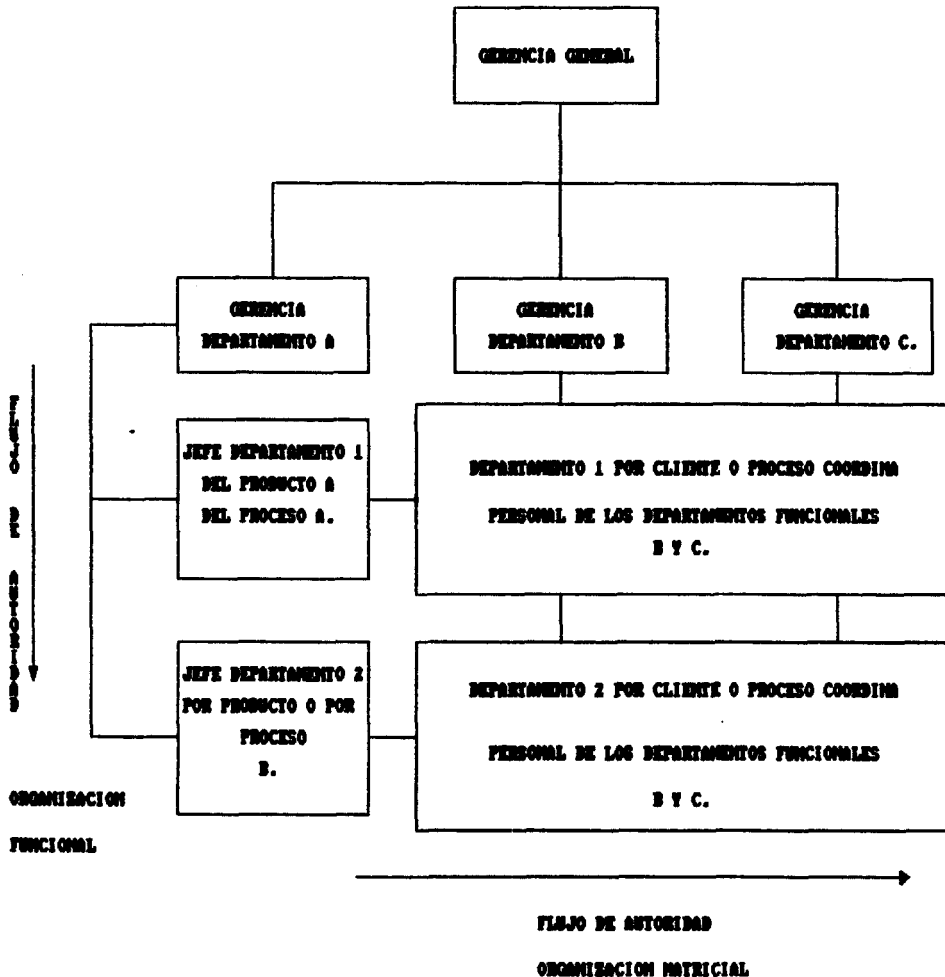 GERENCIA GENERAL
GERENCIA
DEPARTAMENTO A
GERENCIA
DEPARTAMENTO B
GERENCIA
DEPARTAMENTO C.
FLUJO DE AUTORIDAD
JEFE DEPARTAMENTO 1
DEL PRODUCTO A
DEL PROCESO A.
DEPARTAMENTO 1 POR CLIENTE O PROCESO COORDINA
PERSONAL DE LOS DEPARTAMENTOS FUNCIONALES
B Y C.
JEFE DEPARTAMENTO 2
POR PRODUCTO O POR
PROCESO
B.
DEPARTAMENTO 2 POR CLIENTE O PROCESO COORDINA
PERSONAL DE LOS DEPARTAMENTOS FUNCIONALES
B Y C.
ORGANIZACION
FUNCIONAL
FLUJO DE AUTORIDAD
ORGANIZACION MATRICIAL